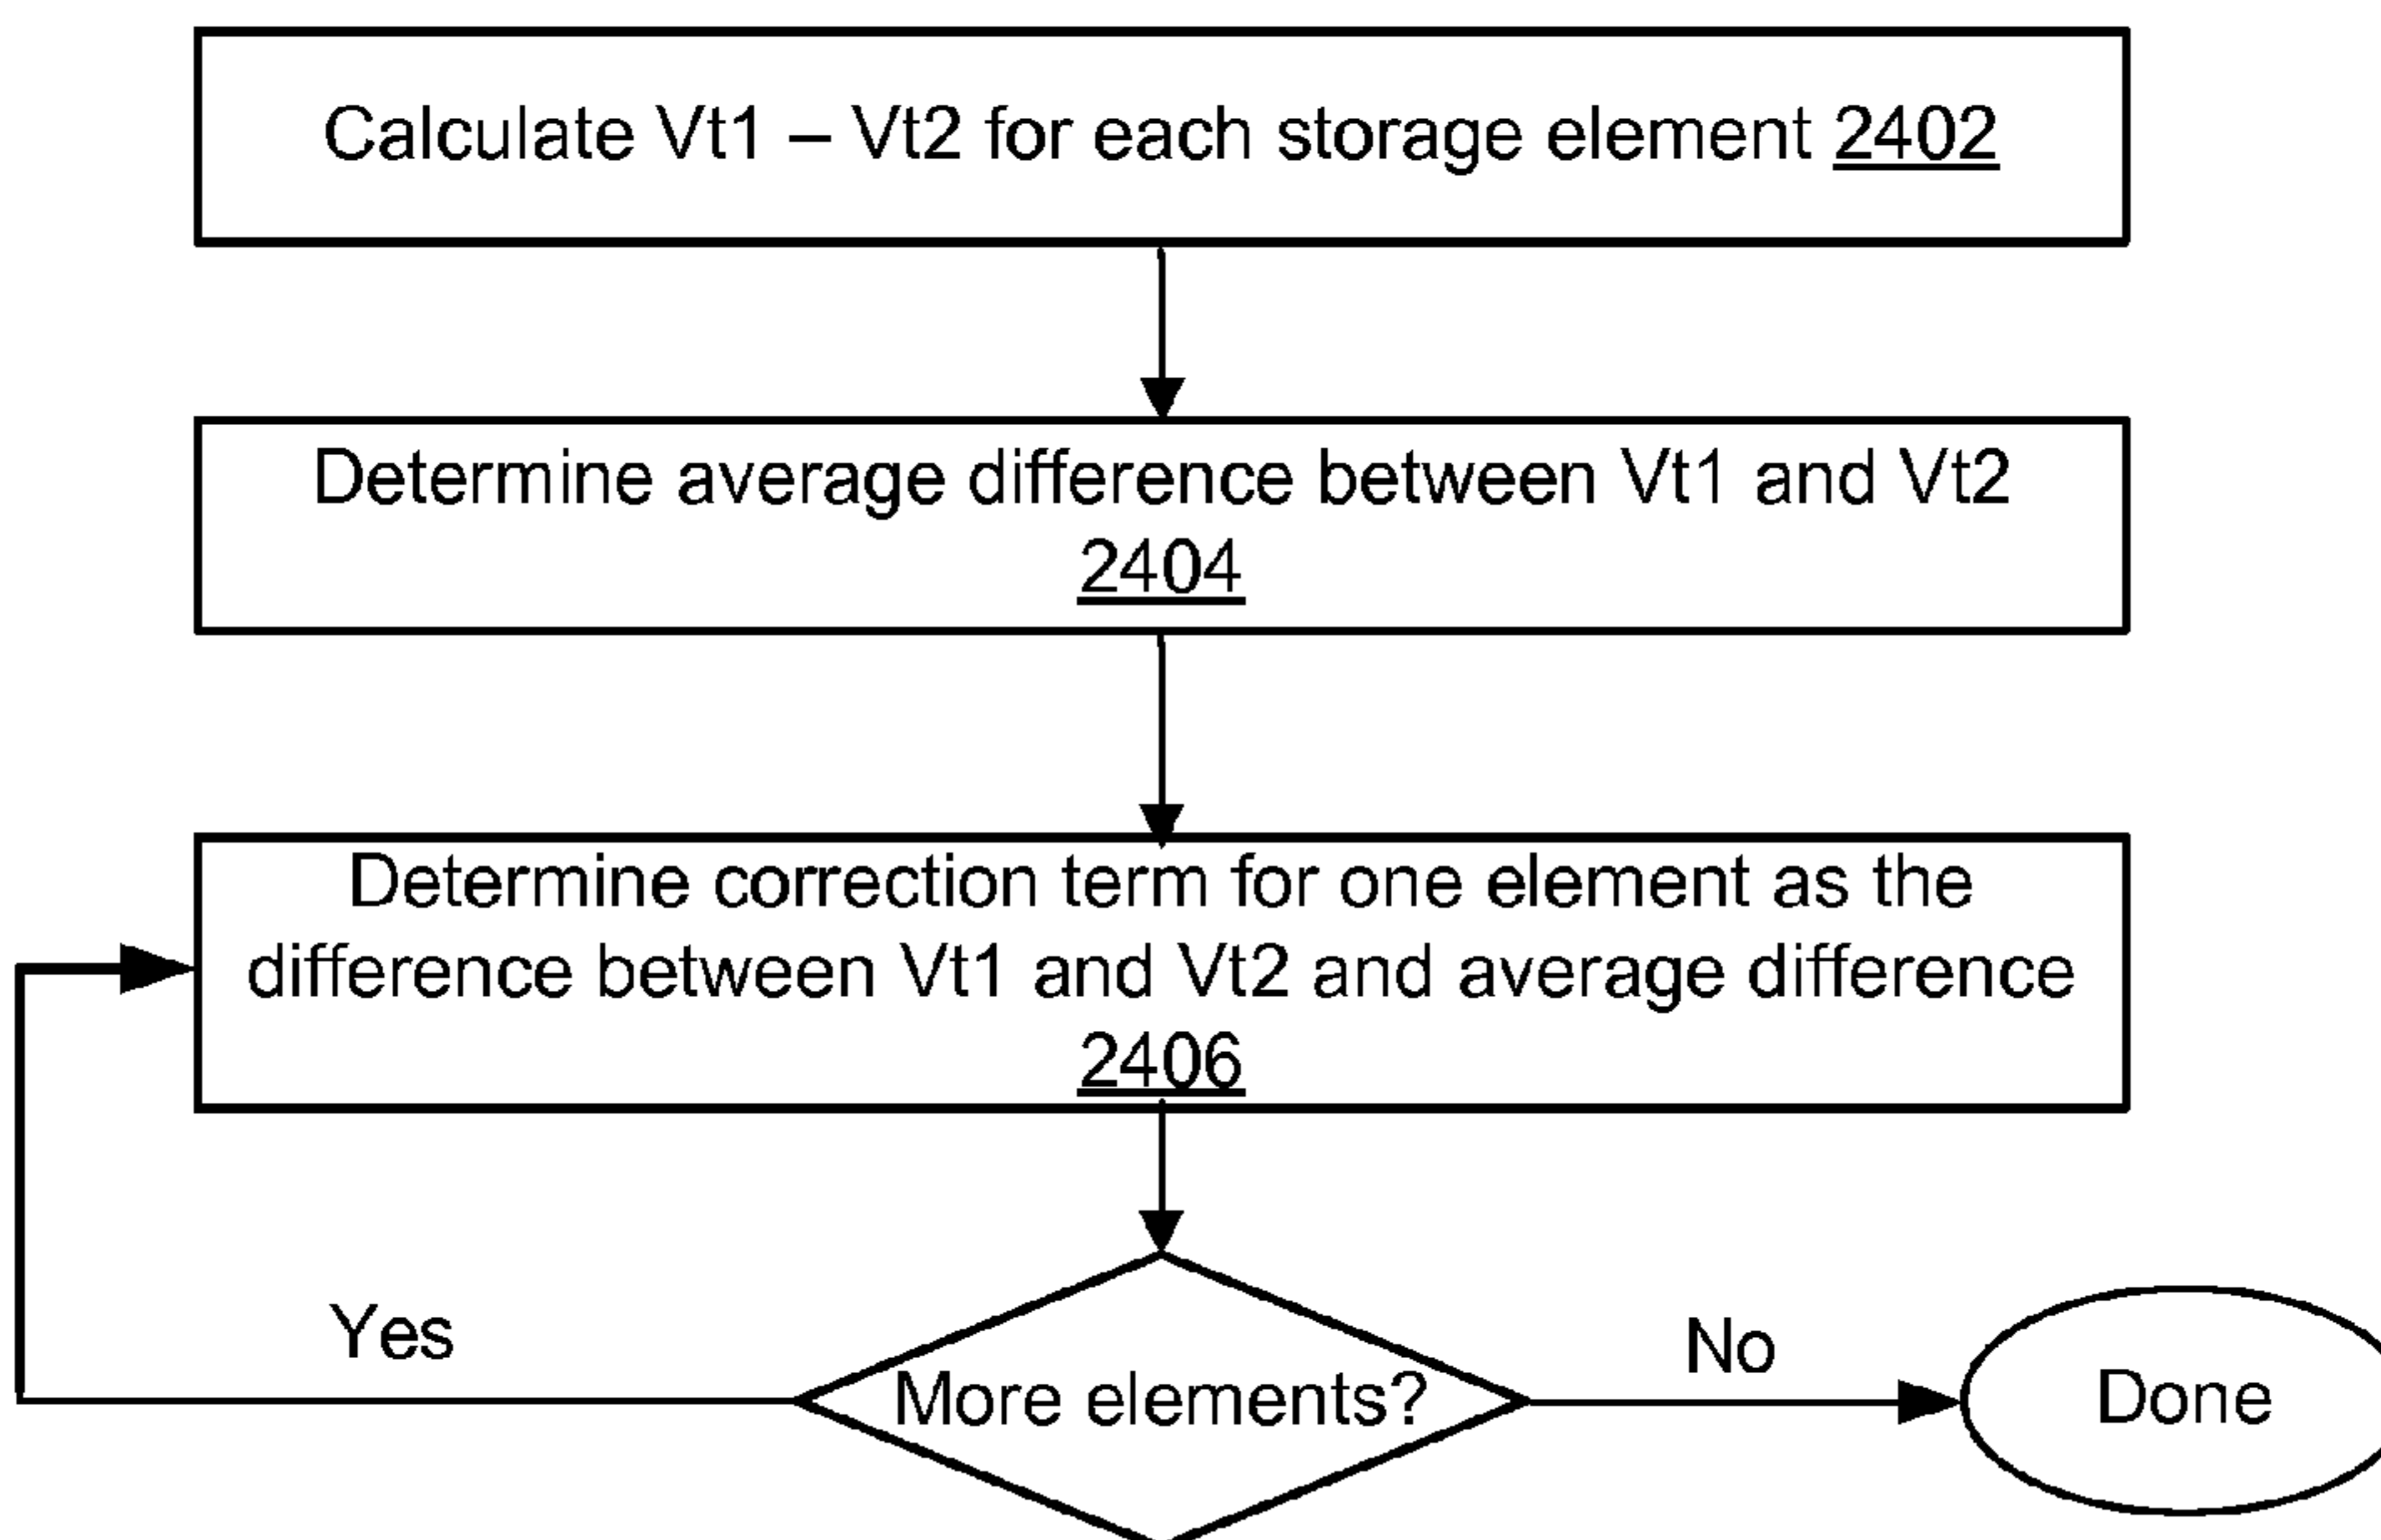 Calculate Vt1 – Vt2 for each storage element 2402
Determine average difference between Vt1 and Vt2
2404
Determine correction term for one element as the
difference between Vt1 and Vt2 and average difference
2406
Yes
More elements?
No
Done